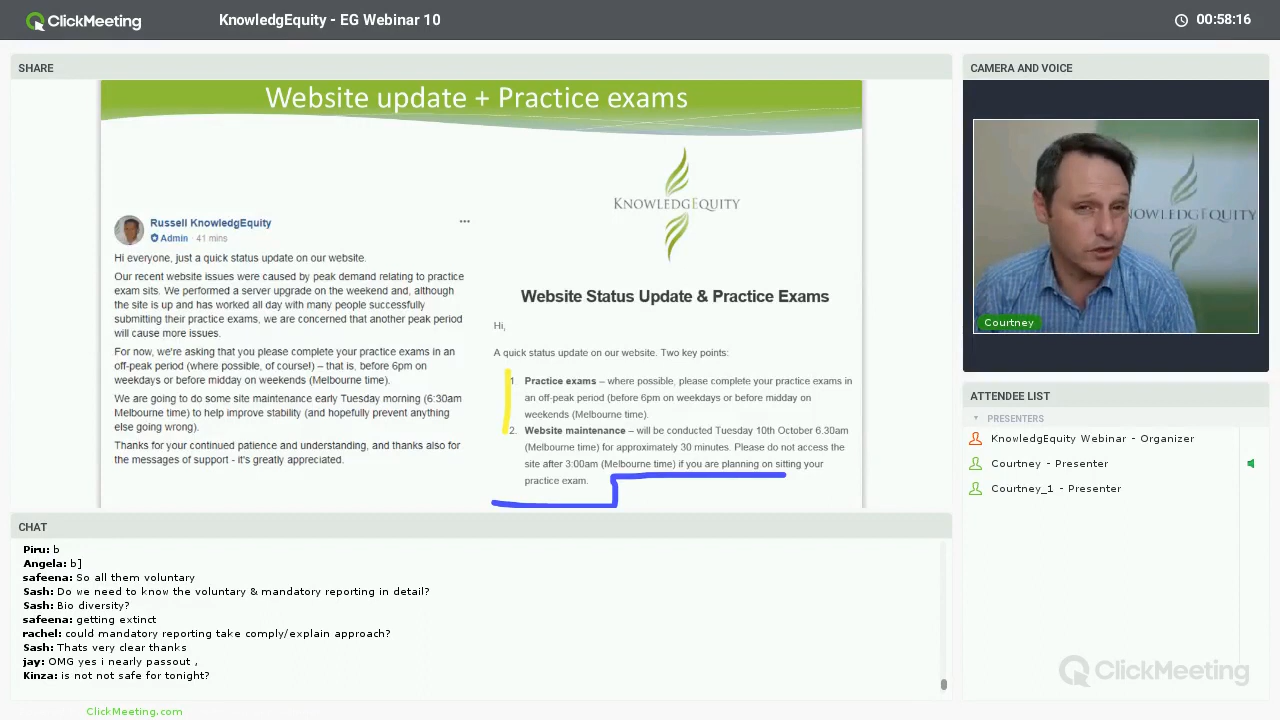 ClickMeeting
KnowledgEquity - EG Webinar 10
00:58:16
SHARE
Website update + Practice exams
Russell KnowledgEquity
Admin · 41 mins
Hi everyone, just a quick status update on our website.
Our recent website issues were caused by peak demand relating to practice
exam sits. We performed a server upgrade on the weekend and, although
the site is up and has worked all day with many people successfully
submitting their practice exams, we are concerned that another peak period
will cause more issues.
For now, we're asking that you please complete your practice exams in an
off-peak period (where possible, of course!) – that is, before 6pm on
weekdays or before midday on weekends (Melbourne time).
We are going to do some site maintenance early Tuesday morning (6:30am
Melbourne time) to help improve stability (and hopefully prevent anything
else going wrong).
Thanks for your continued patience and understanding, and thanks also for
the messages of support - it's greatly appreciated.
KNOWLEDGEQUITY
Website Status Update & Practice Exams
Hi,
A quick status update on our website. Two key points:
1. Practice exams – where possible, please complete your practice exams in
an off-peak period (before 6pm on weekdays or before midday on
weekends (Melbourne time).
2. Website maintenance – will be conducted Tuesday 10th October 6.30am
(Melbourne time) for approximately 30 minutes. Please do not access the
site after 3:00am (Melbourne time) if you are planning on sitting your
practice exam.
CAMERA AND VOICE
KNOWLEDGEQUITY
Courtney
ATTENDEE LIST
PRESENTERS
KnowledgEquity Webinar - Organizer
Courtney - Presenter
Courtney_1 - Presenter
CHAT
Piru: b
Angela: b]
safeena: So all them voluntary
Sash: Do we need to know the voluntary & mandatory reporting in detail?
Sash: Bio diversity?
safeena: getting extinct
rachel: could mandatory reporting take comply/explain approach?
Sash: Thats very clear thanks
jay: OMG yes i nearly passout ,
Kinza: is not not safe for tonight?
ClickMeeting
ClickMeeting.com